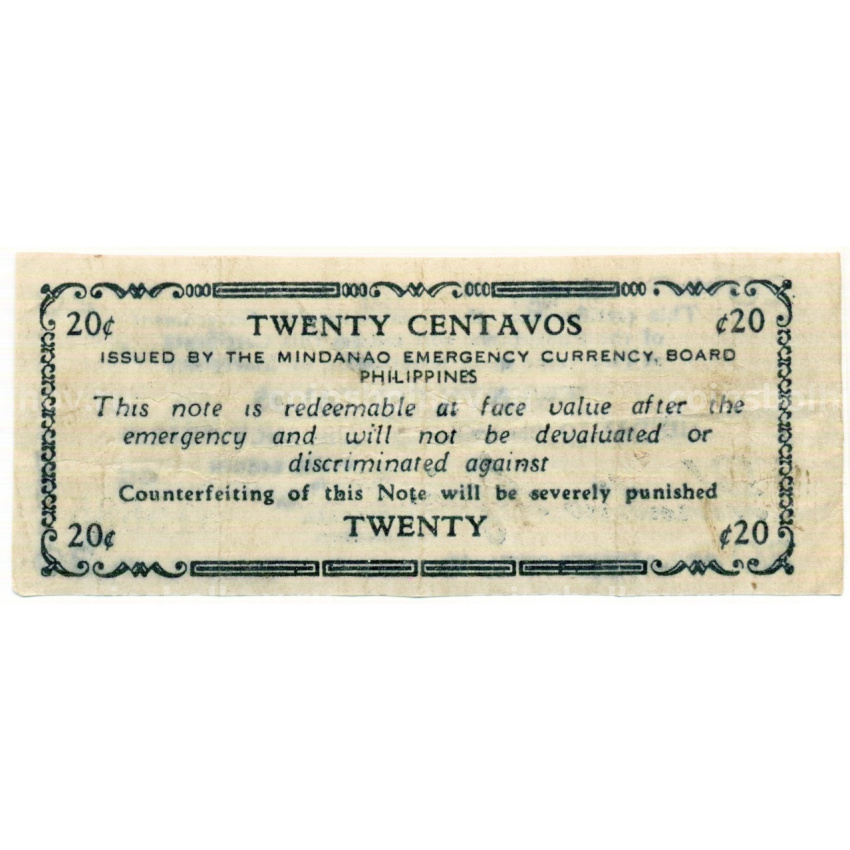 20¢ TWENTY CENTAVOS ¢20
ISSUED BY THE MINDANAO EMERGENCY CURRENCY, BOARD
PHILIPPINES
This note is redeemable at face value after the
emergency and will not be devaluated or
discriminated against
Counterfeiting of this Note will be severely punished
20¢ TWENTY ¢20